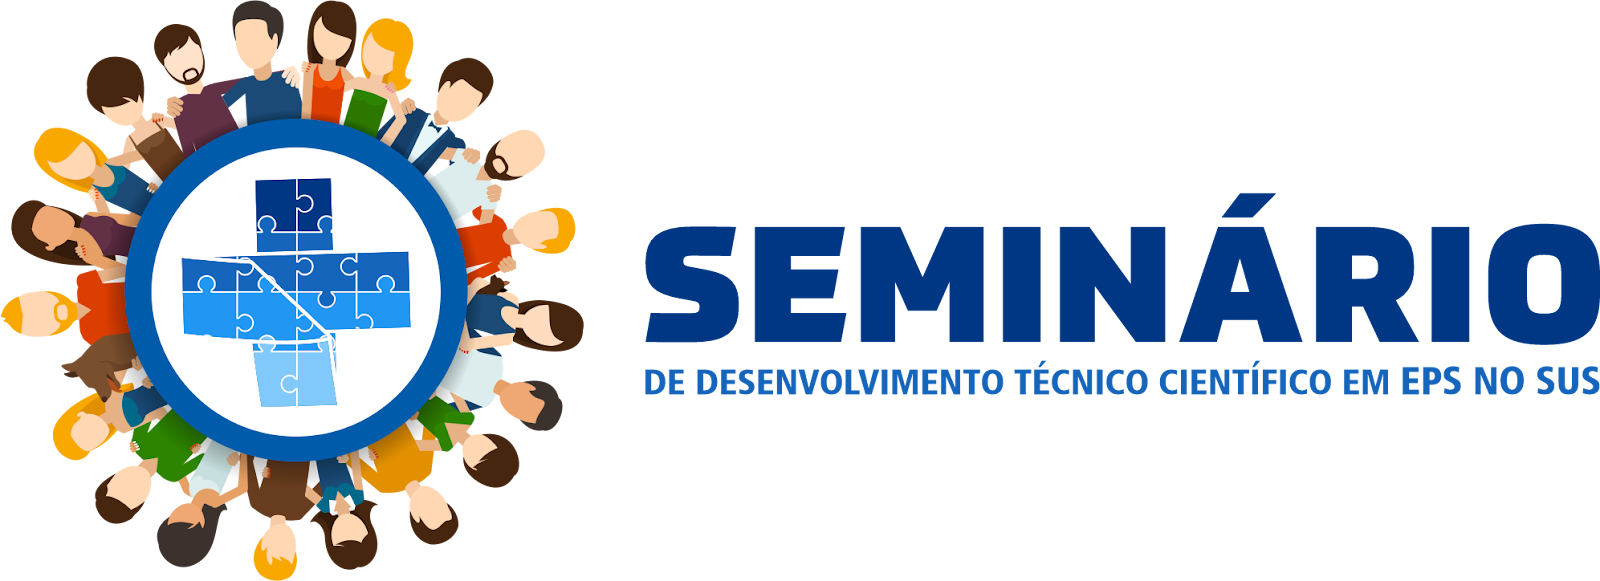 SEMINÁRIO
DE DESENVOLVIMENTO TÉCNICO CIENTÍFICO EM EPS NO SUS